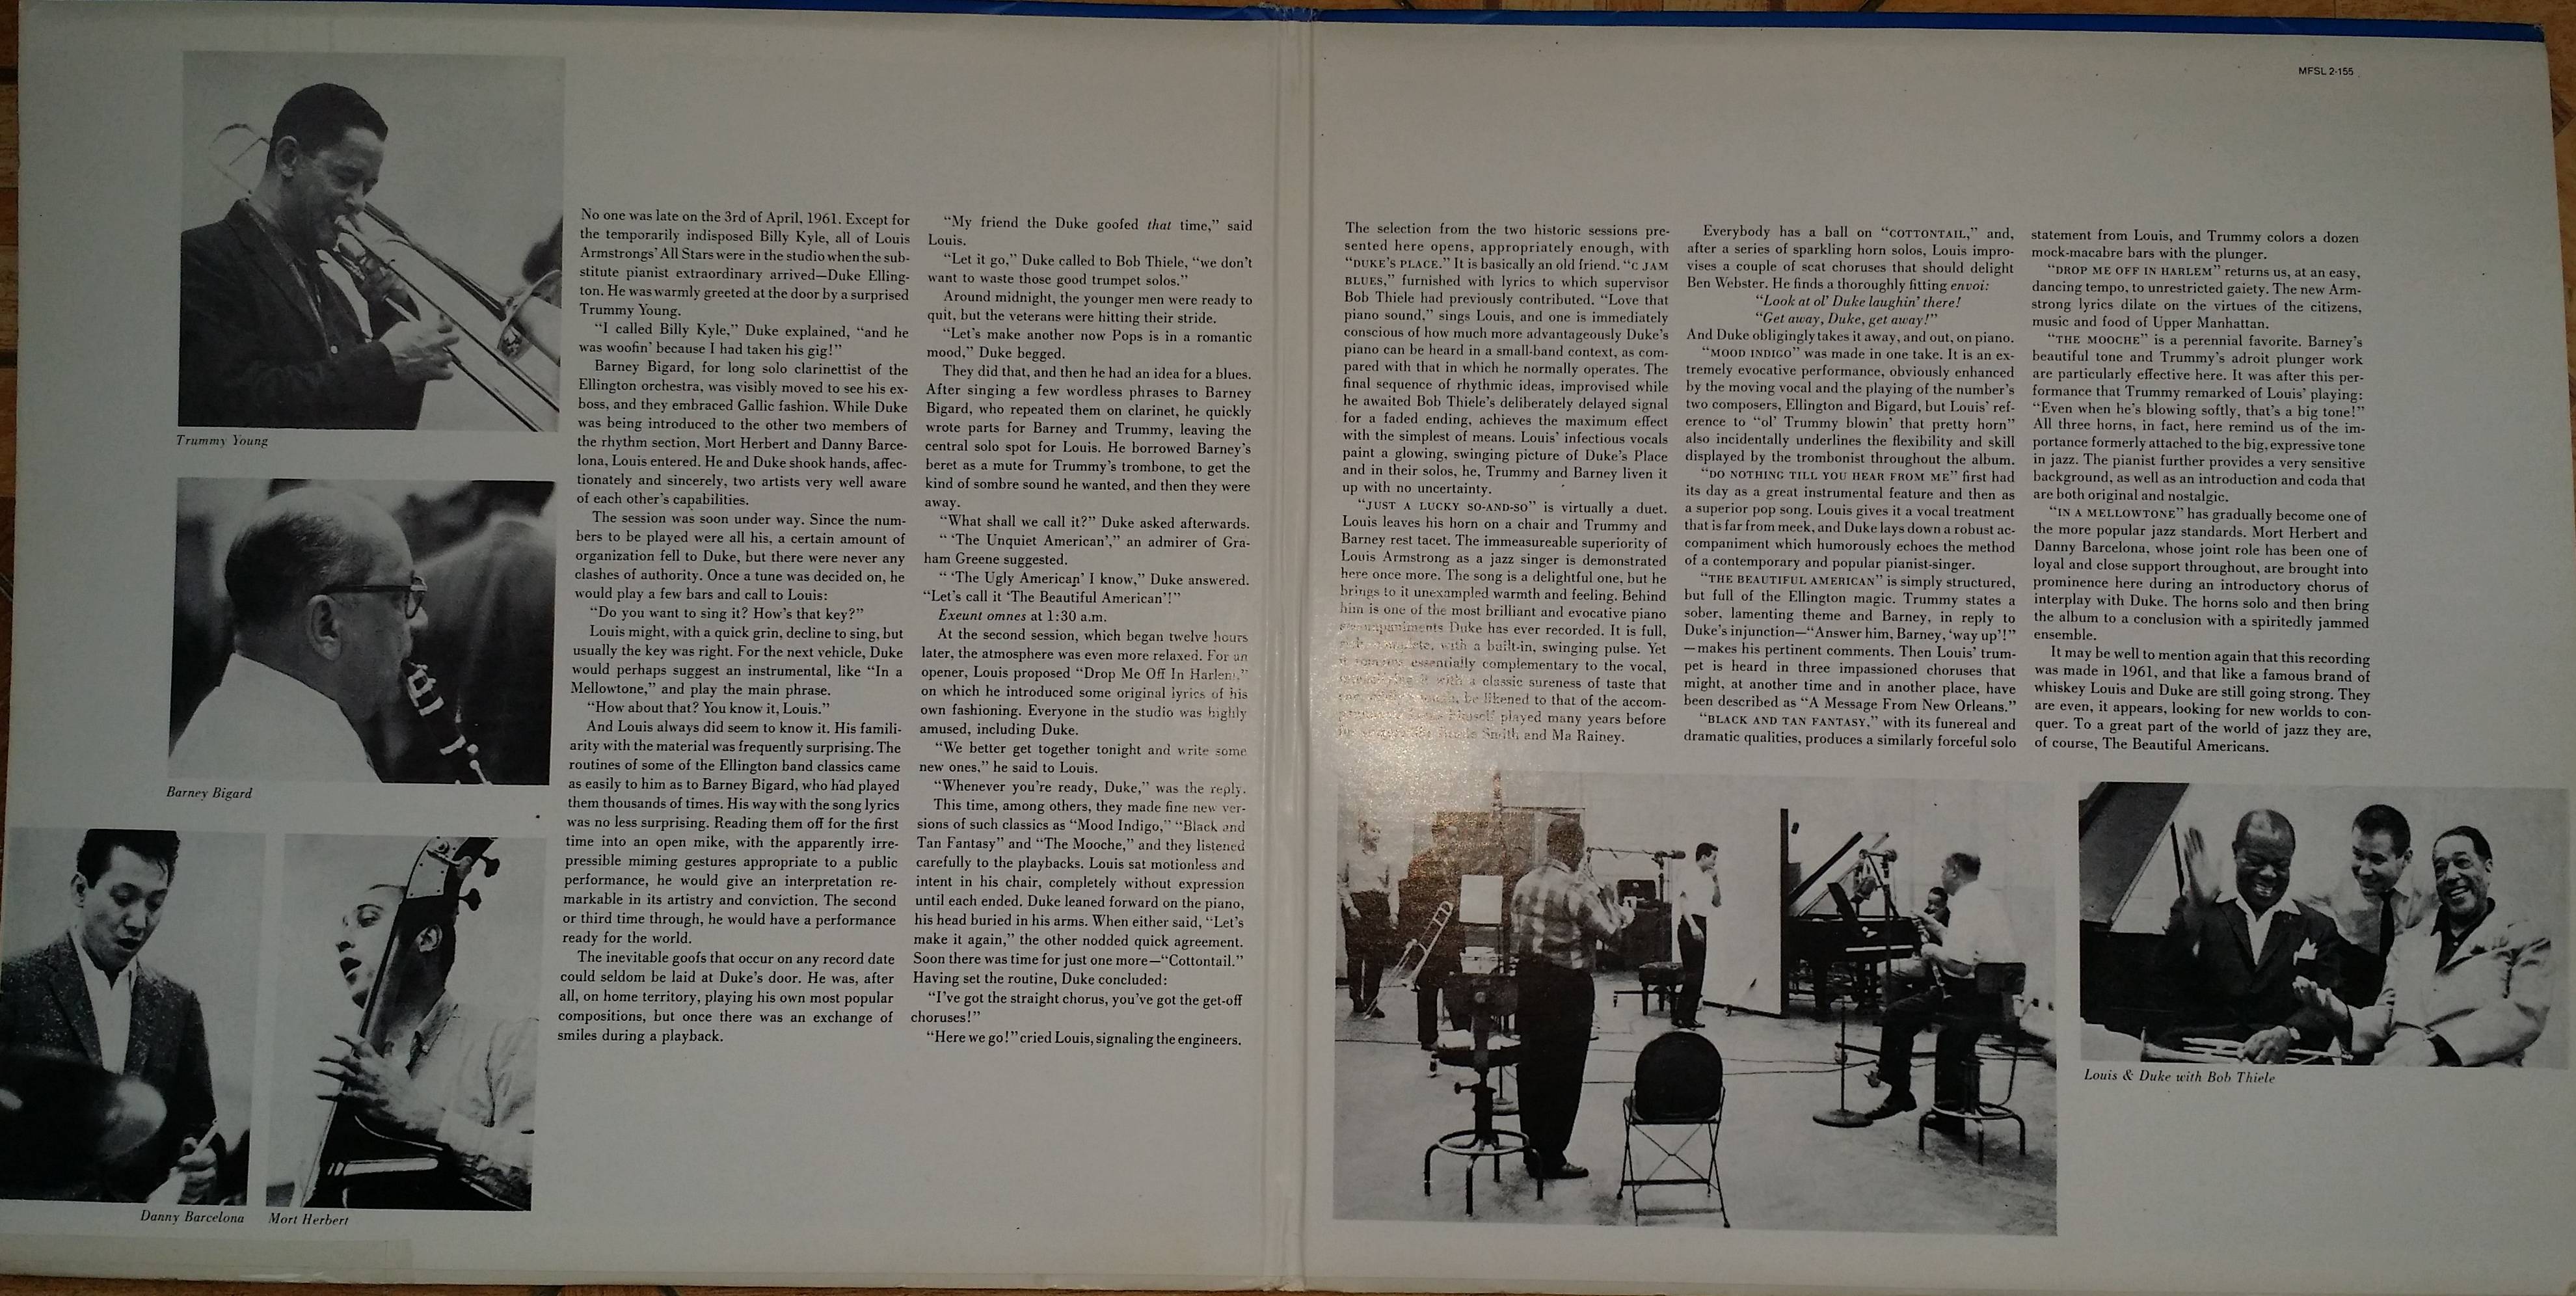 MFSL 2-155
Trummy Young
Barney Bigard
Danny Barcelona
Mort Herbert
No one was late on the 3rd of April, 1961. Except for
the temporarily indisposed Billy Kyle, all of Louis
Armstrongs' All Stars were in the studio when the sub-
stitute pianist extraordinary arrived—Duke Elling-
ton. He was warmly greeted at the door by a surprised
Trummy Young.
"I called Billy Kyle," Duke explained, "and he
was woofin' because I had taken his gig!"
Barney Bigard, for long solo clarinettist of the
Ellington orchestra, was visibly moved to see his ex-
boss, and they embraced Gallic fashion. While Duke
was being introduced to the other two members of
the rhythm section, Mort Herbert and Danny Barce-
lona, Louis entered. He and Duke shook hands, affec-
tionately and sincerely, two artists very well aware
of each other's capabilities.
The session was soon under way. Since the num-
bers to be played were all his, a certain amount of
organization fell to Duke, but there were never any
clashes of authority. Once a tune was decided on, he
would play a few bars and call to Louis:
"Do you want to sing it? How's that key?"
Louis might, with a quick grin, decline to sing, but
usually the key was right. For the next vehicle, Duke
would perhaps suggest an instrumental, like "In a
Mellowtone," and play the main phrase.
"How about that? You know it, Louis."
And Louis always did seem to know it. His famili-
arity with the material was frequently surprising. The
routines of some of the Ellington band classics came
as easily to him as to Barney Bigard, who had played
them thousands of times. His way with the song lyrics
was no less surprising. Reading them off for the first
time into an open mike, with the apparently irre-
pressible miming gestures appropriate to a public
performance, he would give an interpretation re-
markable in its artistry and conviction. The second
or third time through, he would have a performance
ready for the world.
The inevitable goofs that occur on any record date
could seldom be laid at Duke's door. He was, after
all, on home territory, playing his own most popular
compositions, but once there was an exchange of
smiles during a playback.
"My friend the Duke goofed that time," said
Louis.
"Let it go," Duke called to Bob Thiele, "we don't
want to waste those good trumpet solos."
Around midnight, the younger men were ready to
quit, but the veterans were hitting their stride.
"Let's make another now Pops is in a romantic
mood," Duke begged.
They did that, and then he had an idea for a blues.
After singing a few wordless phrases to Barney
Bigard, who repeated them on clarinet, he quickly
wrote parts for Barney and Trummy, leaving the
central solo spot for Louis. He borrowed Barney's
beret as a mute for Trummy's trombone, to get the
kind of sombre sound he wanted, and then they were
away.
"What shall we call it?" Duke asked afterwards.
" 'The Unquiet American'," an admirer of Gra-
ham Greene suggested.
" 'The Ugly American' I know," Duke answered.
"Let's call it 'The Beautiful American'!"
Exeunt omnes at 1:30 a.m.
At the second session, which began twelve hours
later, the atmosphere was even more relaxed. For an
opener, Louis proposed "Drop Me Off In Harlem,"
on which he introduced some original lyrics of his
own fashioning. Everyone in the studio was highly
amused, including Duke.
"We better get together tonight and write some
new ones," he said to Louis.
"Whenever you're ready, Duke," was the reply.
This time, among others, they made fine new ver-
sions of such classics as "Mood Indigo," "Black and
Tan Fantasy" and "The Mooche," and they listened
carefully to the playbacks. Louis sat motionless and
intent in his chair, completely without expression
until each ended. Duke leaned forward on the piano,
his head buried in his arms. When either said, "Let's
make it again," the other nodded quick agreement.
Soon there was time for just one more—"Cottontail."
Having set the routine, Duke concluded:
"I've got the straight chorus, you've got the get-off
choruses!"
"Here we go!" cried Louis, signaling the engineers.
The selection from the two historic sessions pre-
sented here opens, appropriately enough, with
"DUKE'S PLACE." It is basically an old friend. "C JAM
BLUES," furnished with lyrics to which supervisor
Bob Thiele had previously contributed. "Love that
piano sound," sings Louis, and one is immediately
conscious of how much more advantageously Duke's
piano can be heard in a small-band context, as com-
pared with that in which he normally operates. The
final sequence of rhythmic ideas, improvised while
he awaited Bob Thiele's deliberately delayed signal
for a faded ending, achieves the maximum effect
with the simplest of means. Louis' infectious vocals
paint a glowing, swinging picture of Duke's Place
and in their solos, he, Trummy and Barney liven it
up with no uncertainty.
"JUST A LUCKY SO-AND-SO" is virtually a duet.
Louis leaves his horn on a chair and Trummy and
Barney rest tacet. The immeasureable superiority of
Louis Armstrong as a jazz singer is demonstrated
here once more. The song is a delightful one, but he
brings to it unexampled warmth and feeling. Behind
him is one of the most brilliant and evocative piano
accompaniments Duke has ever recorded. It is full,
with a built-in, swinging pulse. Yet
essentially complementary to the vocal,
with a classic sureness of taste that
be likened to that of the accom-
himself played many years before
Smith and Ma Rainey.
Everybody has a ball on "COTTONTAIL," and,
after a series of sparkling horn solos, Louis impro-
vises a couple of scat choruses that should delight
Ben Webster. He finds a thoroughly fitting envoi:
"Look at ol' Duke laughin' there!
"Get away, Duke, get away!"
And Duke obligingly takes it away, and out, on piano.
"MOOD INDIGO" was made in one take. It is an ex-
tremely evocative performance, obviously enhanced
by the moving vocal and the playing of the number's
two composers, Ellington and Bigard, but Louis' ref-
erence to "ol' Trummy blowin' that pretty horn"
also incidentally underlines the flexibility and skill
displayed by the trombonist throughout the album.
"DO NOTHING TILL YOU HEAR FROM ME" first had
its day as a great instrumental feature and then as
a superior pop song. Louis gives it a vocal treatment
that is far from meek, and Duke lays down a robust ac-
companiment which humorously echoes the method
of a contemporary and popular pianist-singer.
"THE BEAUTIFUL AMERICAN" is simply structured,
but full of the Ellington magic. Trummy states a
sober, lamenting theme and Barney, in reply to
Duke's injunction—"Answer him, Barney, 'way up'!"
—makes his pertinent comments. Then Louis' trum-
pet is heard in three impassioned choruses that
might, at another time and in another place, have
been described as "A Message From New Orleans."
"BLACK AND TAN FANTASY," with its funereal and
dramatic qualities, produces a similarly forceful solo
statement from Louis, and Trummy colors a dozen
mock-macabre bars with the plunger.
"DROP ME OFF IN HARLEM" returns us, at an easy,
dancing tempo, to unrestricted gaiety. The new Arm-
strong lyrics dilate on the virtues of the citizens,
music and food of Upper Manhattan.
"THE MOOCHE" is a perennial favorite. Barney's
beautiful tone and Trummy's adroit plunger work
are particularly effective here. It was after this per-
formance that Trummy remarked of Louis' playing:
"Even when he's blowing softly, that's a big tone!"
All three horns, in fact, here remind us of the im-
portance formerly attached to the big, expressive tone
in jazz. The pianist further provides a very sensitive
background, as well as an introduction and coda that
are both original and nostalgic.
"IN A MELLOWTONE" has gradually become one of
the more popular jazz standards. Mort Herbert and
Danny Barcelona, whose joint role has been one of
loyal and close support throughout, are brought into
prominence here during an introductory chorus of
interplay with Duke. The horns solo and then bring
the album to a conclusion with a spiritedly jammed
ensemble.
It may be well to mention again that this recording
was made in 1961, and that like a famous brand of
whiskey Louis and Duke are still going strong. They
are even, it appears, looking for new worlds to con-
quer. To a great part of the world of jazz they are,
of course, The Beautiful Americans.
Louis & Duke with Bob Thiele